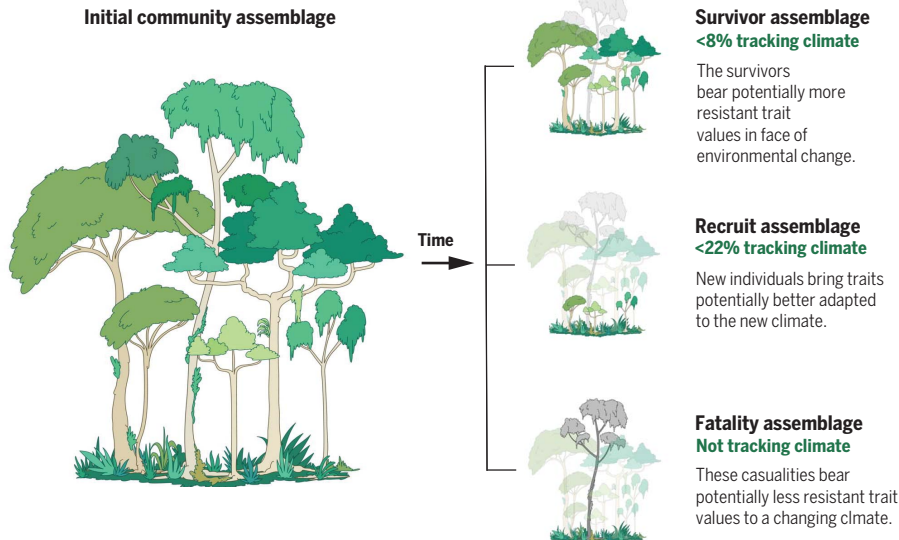 Initial community assemblage
Time
Survivor assemblage
<8% tracking climate
The survivors
bear potentially more
resistant trait
values in face of
environmental change.
Recruit assemblage
<22% tracking climate
New individuals bring traits
potentially better adapted
to the new climate.
Fatality assemblage
Not tracking climate
These casualities bear
potentially less resistant trait
values to a changing clmate.